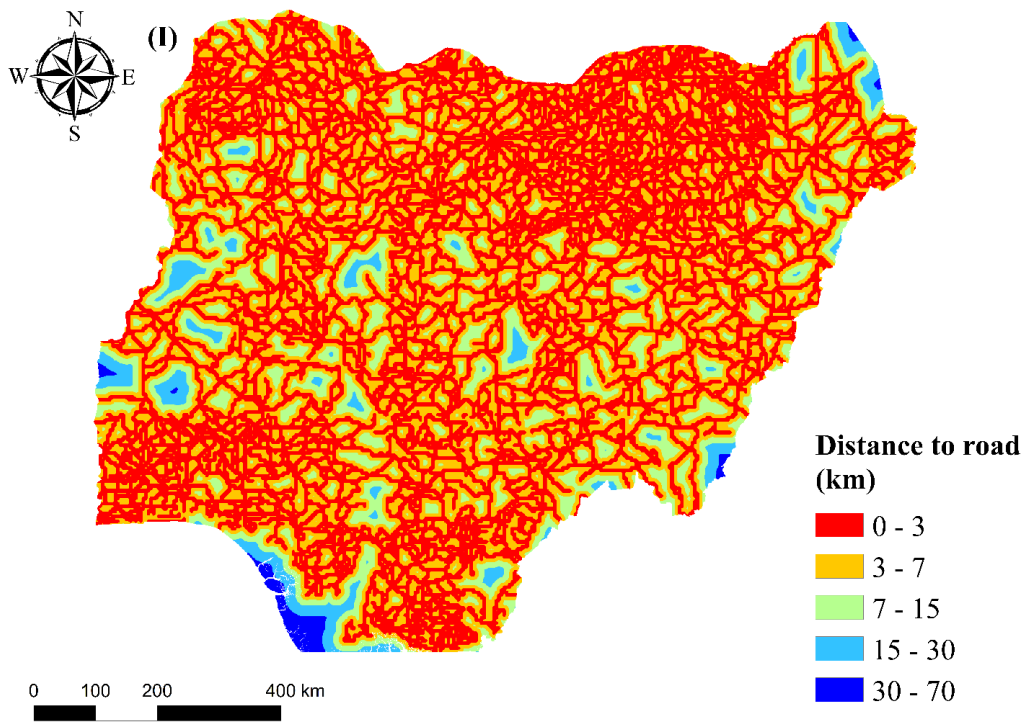 N
(I)
W E
S
Distance to road
(km)
0 - 3
3 - 7
7 - 15
15 - 30
30 - 70
0 100 200 400 km